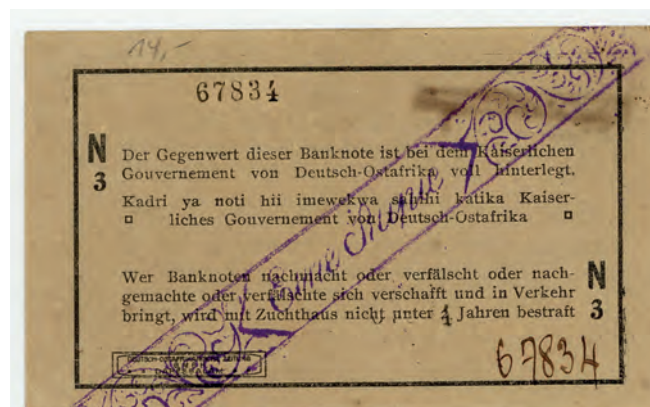 14,-
67834
N
3
Der Gegenwert dieser Banknote ist bei dem Kaiserlichen
Gouvernement von Deutsch-Ostafrika voll hinterlegt.
Kadri ya noti hii imewekwa sahihi katika Kaiser-
liches Gouvernement von Deutsch-Ostafrika
Eine Rupie
Wer Banknoten nachmacht oder verfälscht oder nach-
gemachte oder verfälschte sich verschafft und in Verkehr
bringt, wird mit Zuchthaus nicht unter Jahren bestraft
N
3
67834